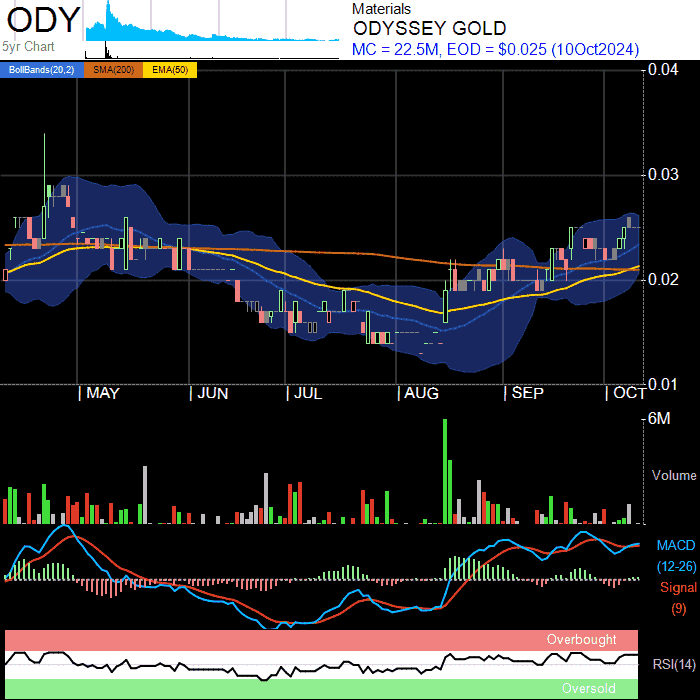 ODY
5yr Chart
Materials
ODYSSEY GOLD
MC = 22.5M, EOD = $0.025 (10Oct2024)
BollBands(20,2) SMA(200) EMA(50)
0.04
0.03
0.02
0.01
| MAY | JUN | JUL | AUG | SEP | OCT
6M
Volume
MACD
(12-26)
Signal
(9)
Overbought
RSI(14)
Oversold